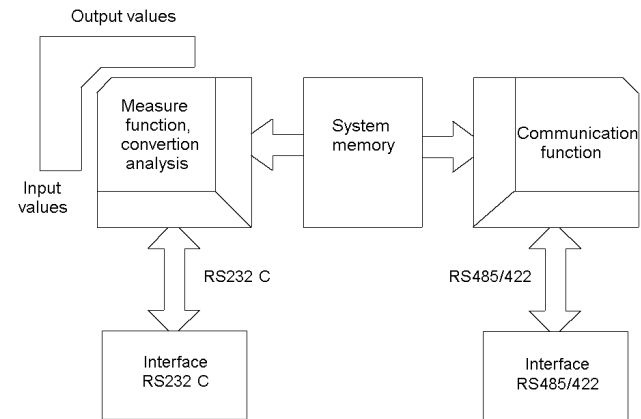 Output values
Measure
function,
convertion
analysis
System
memory
Communication
function
Input
values
RS232 C
RS485/422
Interface
RS232 C
Interface
RS485/422